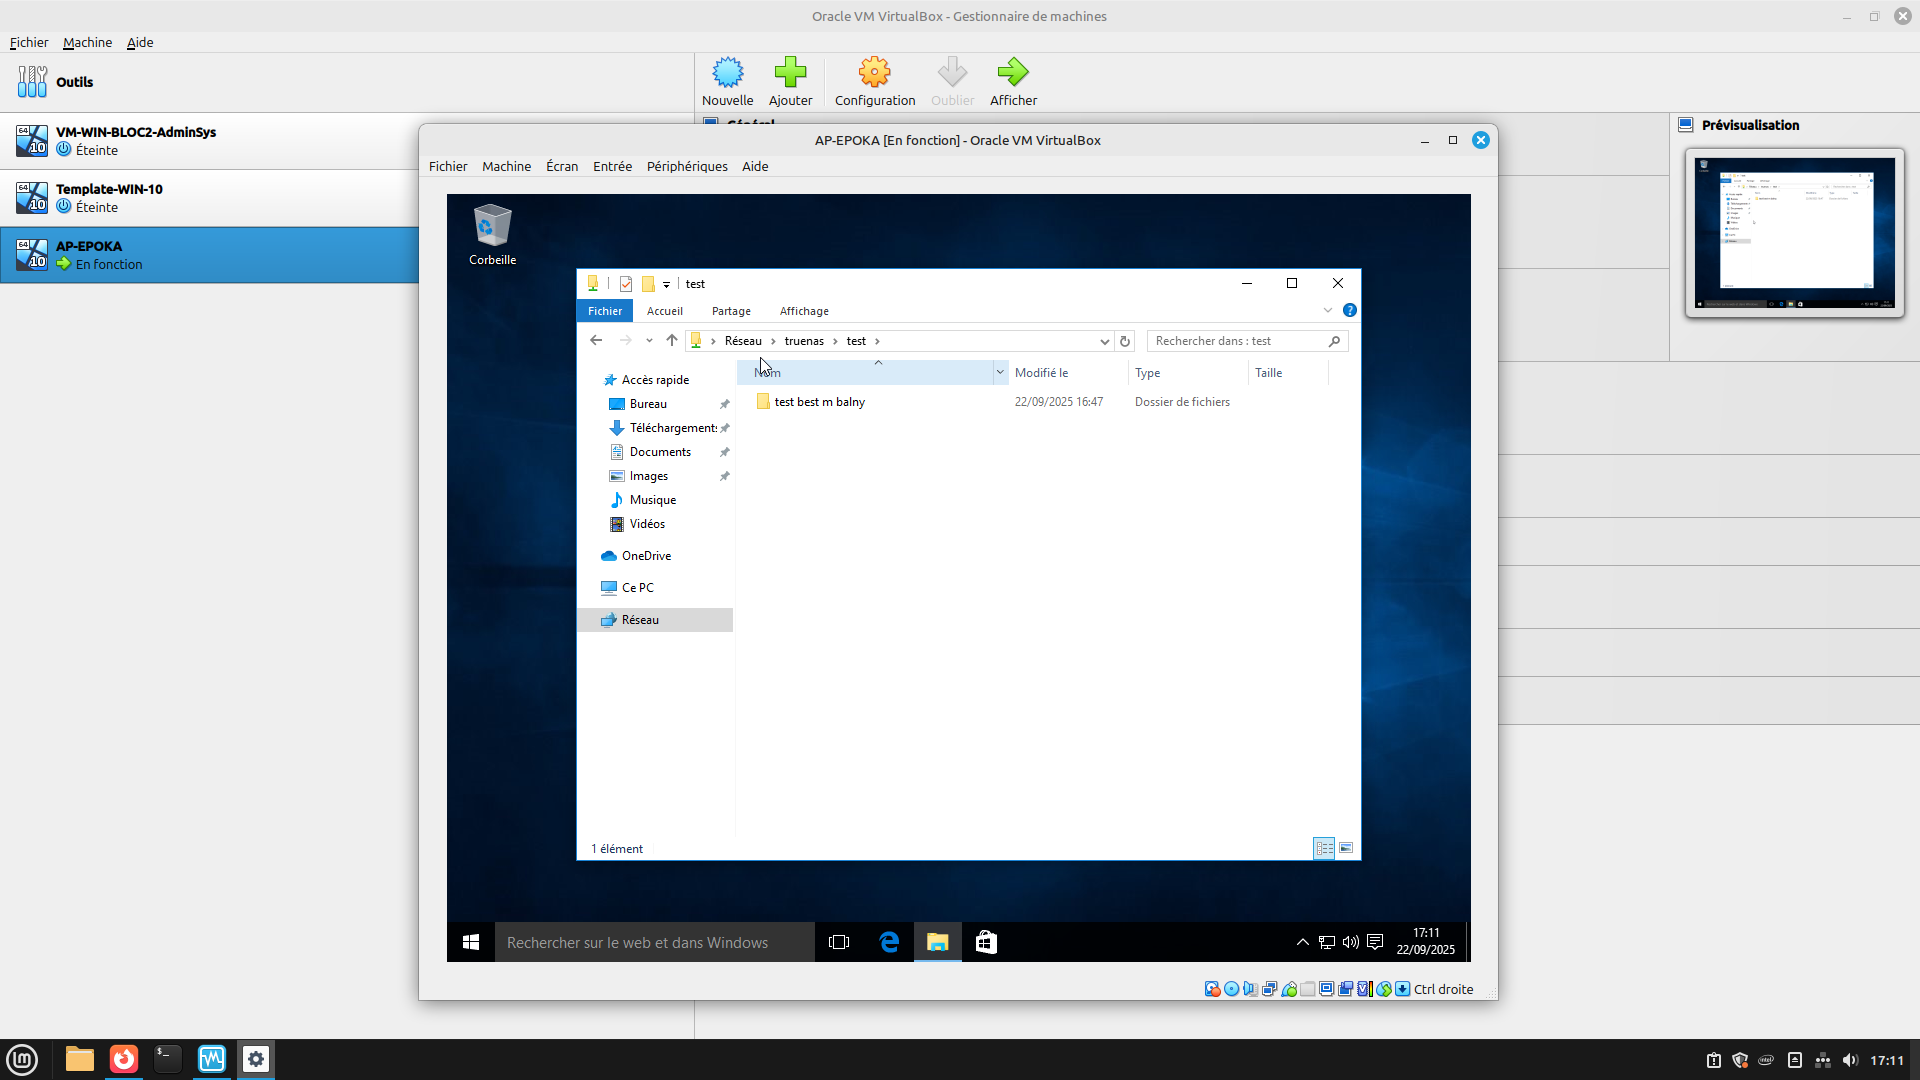 Oracle VM VirtualBox - Gestionnaire de machines
Fichier Machine Aide
Outils
Nouvelle Ajouter Configuration Oublier Afficher
VM-WIN-BLOC2-AdminSys
Éteinte
Template-WIN-10
Éteinte
AP-EPOKA
En fonction
Général
Prévisualisation
AP-EPOKA [En fonction] - Oracle VM VirtualBox
Fichier Machine Écran Entrée Périphériques Aide
Corbeille
test
Fichier Accueil Partage Affichage
Réseau truenas test
Rechercher dans : test
Nom Modifié le Type Taille
test best m balny 22/09/2025 16:47 Dossier de fichiers
Accès rapide
Bureau
Téléchargements
Documents
Images
Musique
Vidéos
OneDrive
Ce PC
Réseau
1 élément
Rechercher sur le web et dans Windows
17:11
22/09/2025
Ctrl droite
17:11